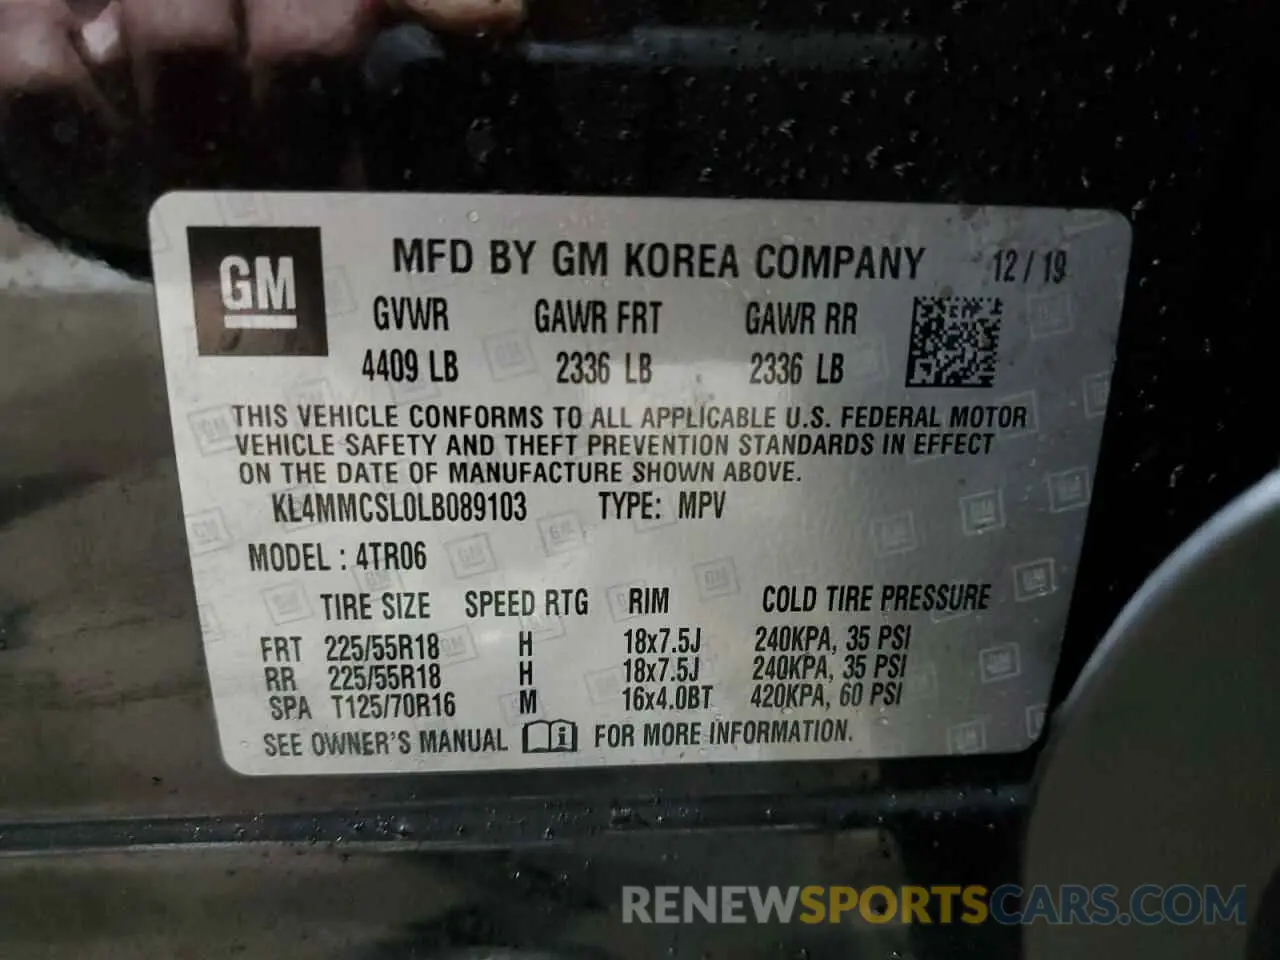 GM
MFD BY GM KOREA COMPANY 12/19
GVWR GAWR FRT GAWR RR
4409 LB 2336 LB 2336 LB
THIS VEHICLE CONFORMS TO ALL APPLICABLE U.S. FEDERAL MOTOR
VEHICLE SAFETY AND THEFT PREVENTION STANDARDS IN EFFECT
ON THE DATE OF MANUFACTURE SHOWN ABOVE.
KL4MMCSL0LB089103 TYPE: MPV
MODEL : 4TR06
TIRE SIZE SPEED RTG RIM COLD TIRE PRESSURE
FRT 225/55R18 H 18x7.5J 240KPA, 35 PSI
RR 225/55R18 H 18x7.5J 240KPA, 35 PSI
SPA T125/70R16 M 16x4.0BT 420KPA, 60 PSI
SEE OWNER'S MANUAL i FOR MORE INFORMATION.
RENEWSPORTSCARS.COM